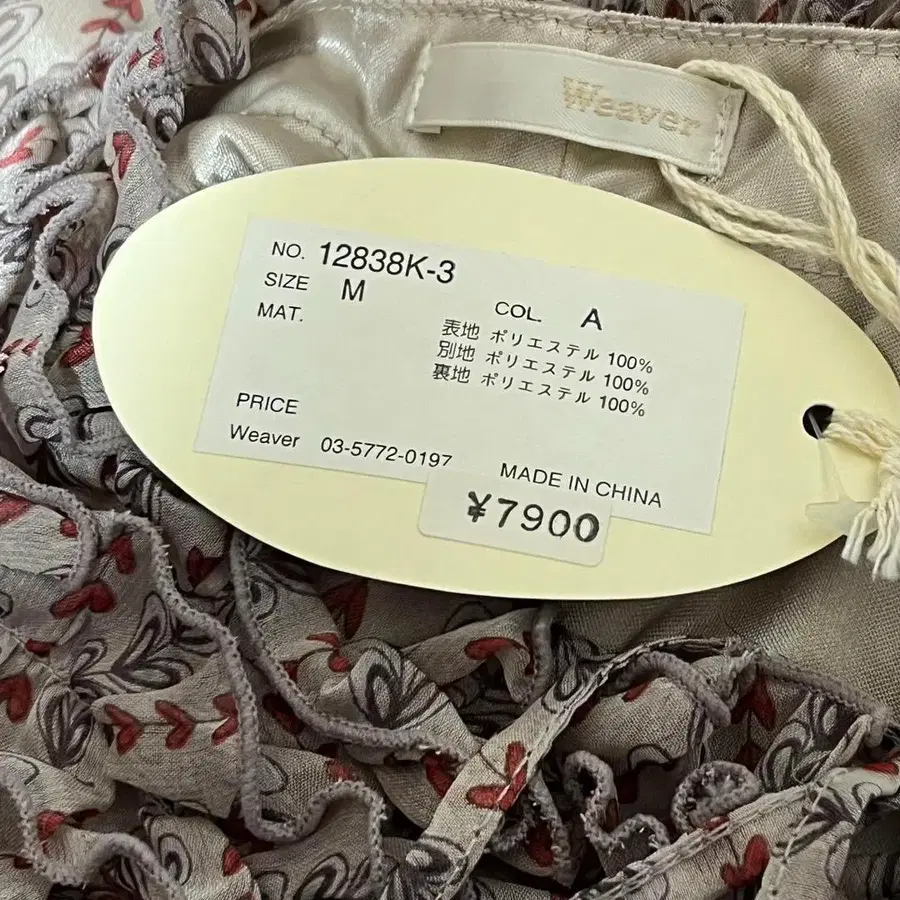 Weaver
NO. 12838K-3
SIZE M
COL. A
MAT.
表地 ポリエステル 100%
別地 ポリエステル 100%
裏地 ポリエステル 100%
PRICE
Weaver 03-5772-0197
MADE IN CHINA
¥7900